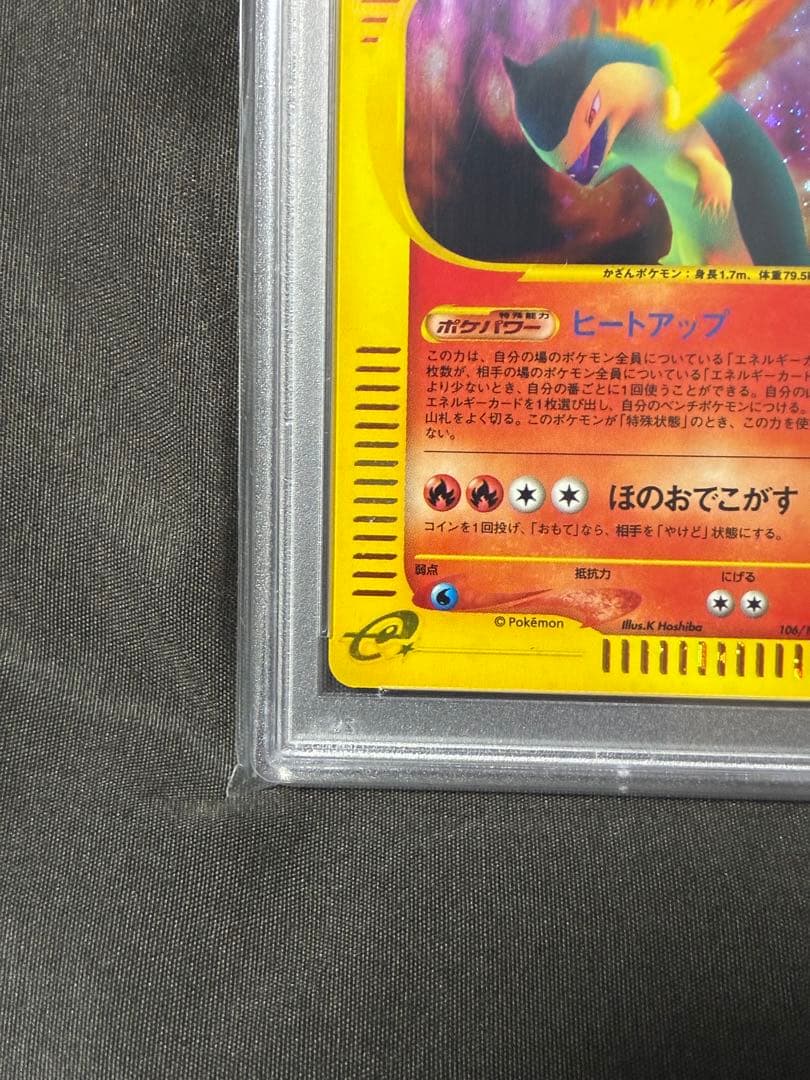 かざんポケモン：身長1.7m、体重79.5
特殊能力
ポケパワー ヒートアップ
この力は、自分の場のポケモン全員についている「エネルギーカ
枚数が、相手の場のポケモン全員についている「エネルギーカード
より少ないとき、自分の番ごとに1回使うことができる。自分の
エネルギーカードを1枚選び出し、自分のベンチポケモンにつける。
山札をよく切る。このポケモンが「特殊状態」のとき、この力を使
ない。
ほのおでこがす
コインを1回投げ、「おもて」なら、相手を「やけど」状態にする。
弱点 抵抗力 にげる
© Pokémon Illus.K Hoshiba 106/
e